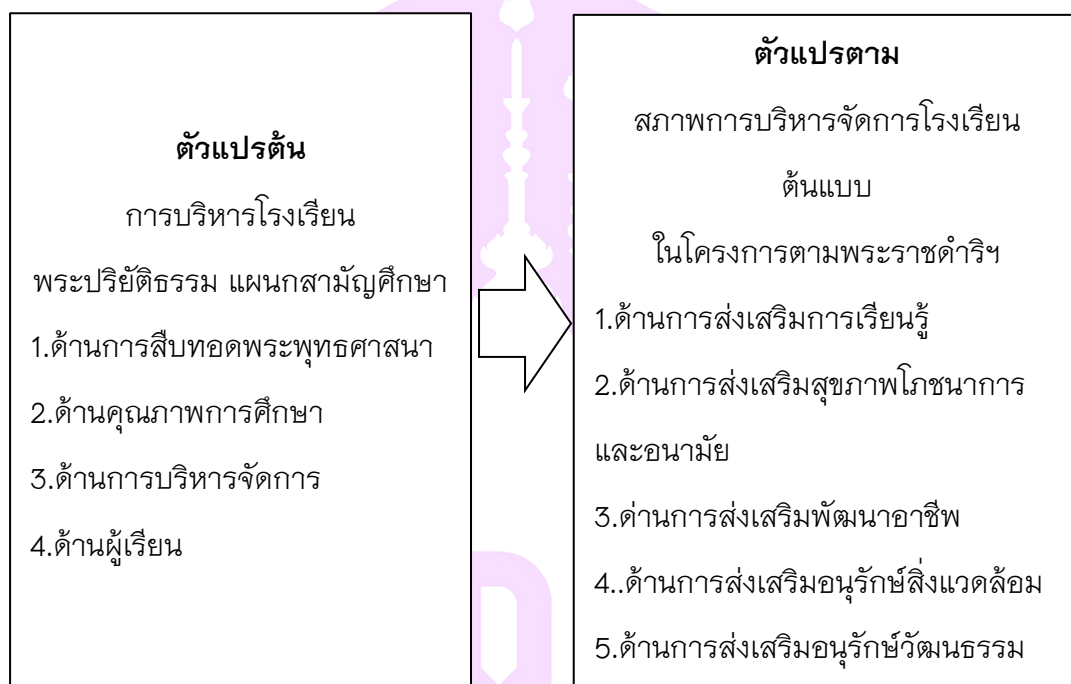 ตัวแปรต้น
การบริหารโรงเรียน
พระปริยัติธรรม แผนกสามัญศึกษา
1.ด้านการสืบทอดพระพุทธศาสนา
2.ด้านคุณภาพการศึกษา
3.ด้านการบริหารจัดการ
4.ด้านผู้เรียน
ตัวแปรตาม
สภาพการบริหารจัดการโรงเรียน
ต้นแบบ
ในโครงการตามพระราชดำริฯ
1.ด้านการส่งเสริมการเรียนรู้
2.ด้านการส่งเสริมสุขภาพโภชนาการ
และอนามัย
3.ด่านการส่งเสริมพัฒนาอาชีพ
4..ด้านการส่งเสริมอนุรักษ์สิ่งแวดล้อม
5.ด้านการส่งเสริมอนุรักษ์วัฒนธรรม